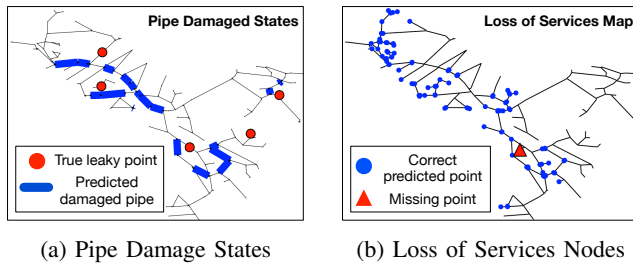 Pipe Damaged States
True leaky point
Predicted
damaged pipe
(a) Pipe Damage States
Loss of Services Map
Correct
predicted point
Missing point
(b) Loss of Services Nodes